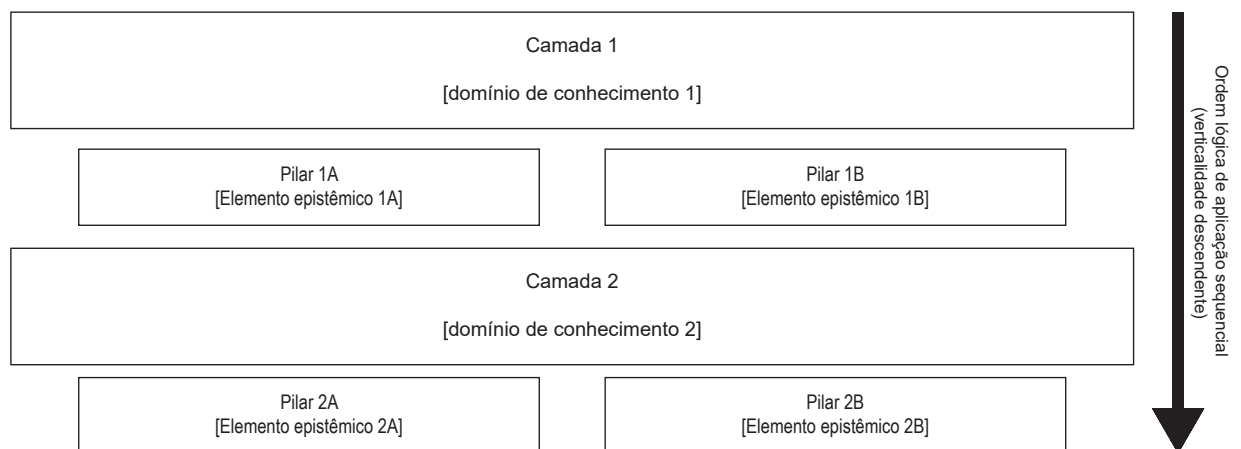 Camada 1
[domínio de conhecimento 1]
Pilar 1A
[Elemento epistêmico 1A]
Pilar 1B
[Elemento epistêmico 1B]
Camada 2
[domínio de conhecimento 2]
Pilar 2A
[Elemento epistêmico 2A]
Pilar 2B
[Elemento epistêmico 2B]
Ordem lógica de aplicação sequencial
(verticalidade descendente)